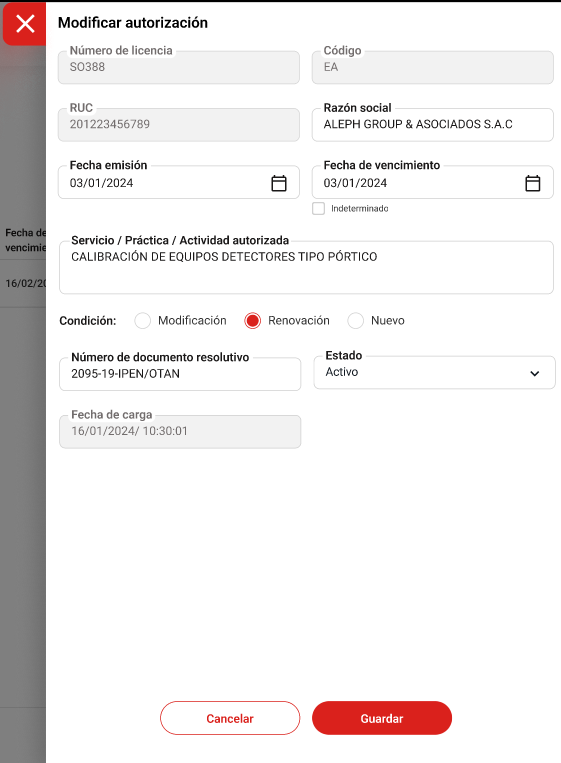 Modificar autorización
Número de licencia
SO388
Código
EA
RUC
201223456789
Razón social
ALEPH GROUP & ASOCIADOS S.A.C
Fecha emisión
03/01/2024
Fecha de vencimiento
03/01/2024
Indeterminado
Fecha de
vencimie
16/02/20
Servicio / Práctica / Actividad autorizada
CALIBRACIÓN DE EQUIPOS DETECTORES TIPO PÓRTICO
Condición: Modificación Renovación Nuevo
Número de documento resolutivo
2095-19-IPEN/OTAN
Estado
Activo
Fecha de carga
16/01/2024/ 10:30:01
Cancelar
Guardar